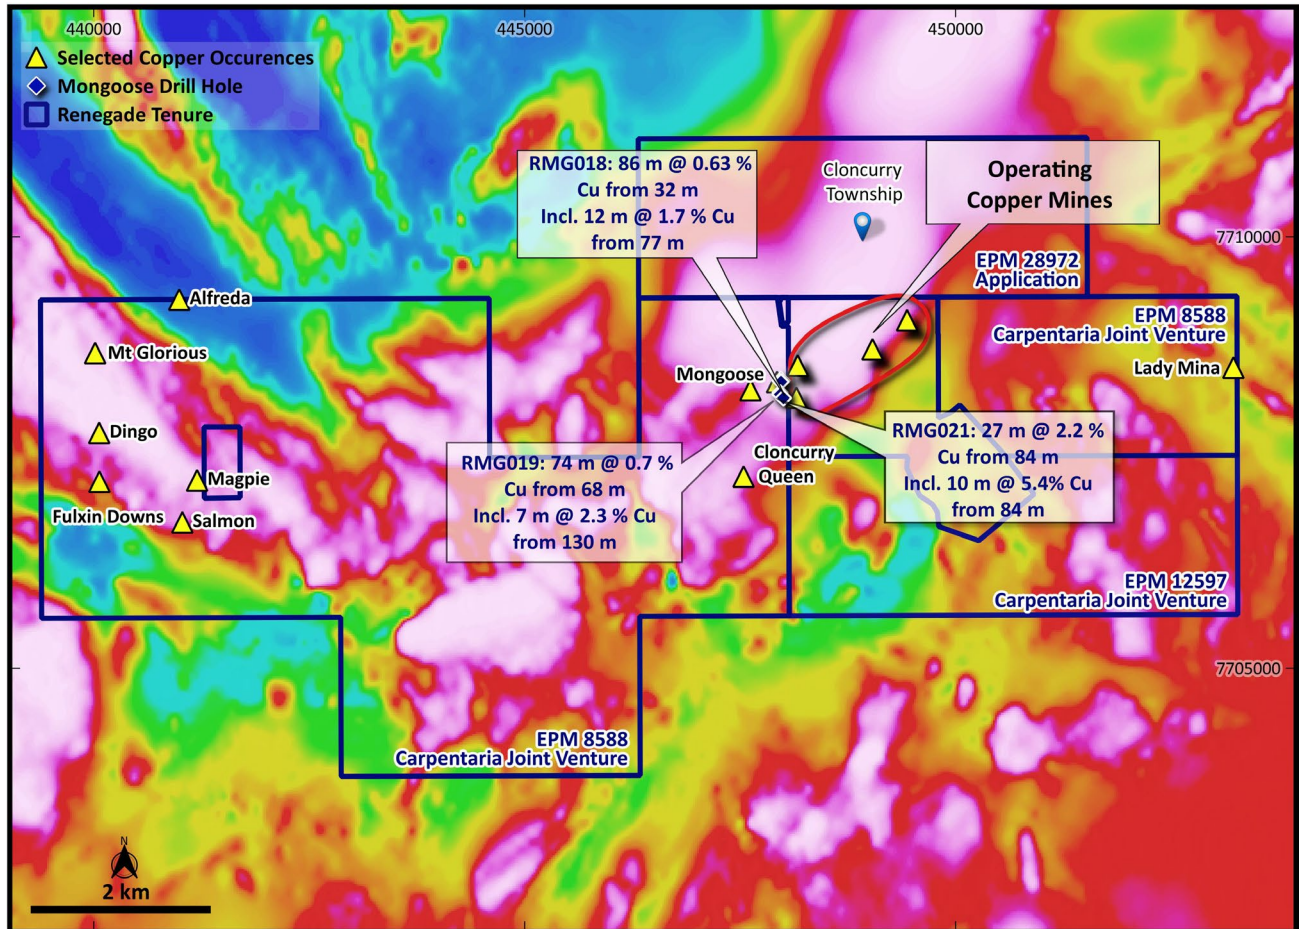 440000
445000
450000
Selected Copper Occurences
Mongoose Drill Hole
Renegade Tenure
RMG018: 86 m @ 0.63 %
Cu from 32 m
Incl. 12 m @ 1.7 % Cu
from 77 m
Cloncurry
Township
Operating
Copper Mines
7710000
EPM 28972
Application
Alfreda
EPM 8588
Carpentaria Joint Venture
Mt Glorious
Mongoose
Lady Mina
Dingo
RMG021: 27 m @ 2.2 %
Cu from 84 m
Incl. 10 m @ 5.4% Cu
from 84 m
RMG019: 74 m @ 0.7 %
Cu from 68 m
Incl. 7 m @ 2.3 % Cu
from 130 m
Cloncurry
Queen
Magpie
Fulxin Downs
Salmon
EPM 12597
Carpentaria Joint Venture
7705000
EPM 8588
Carpentaria Joint Venture
N
2 km